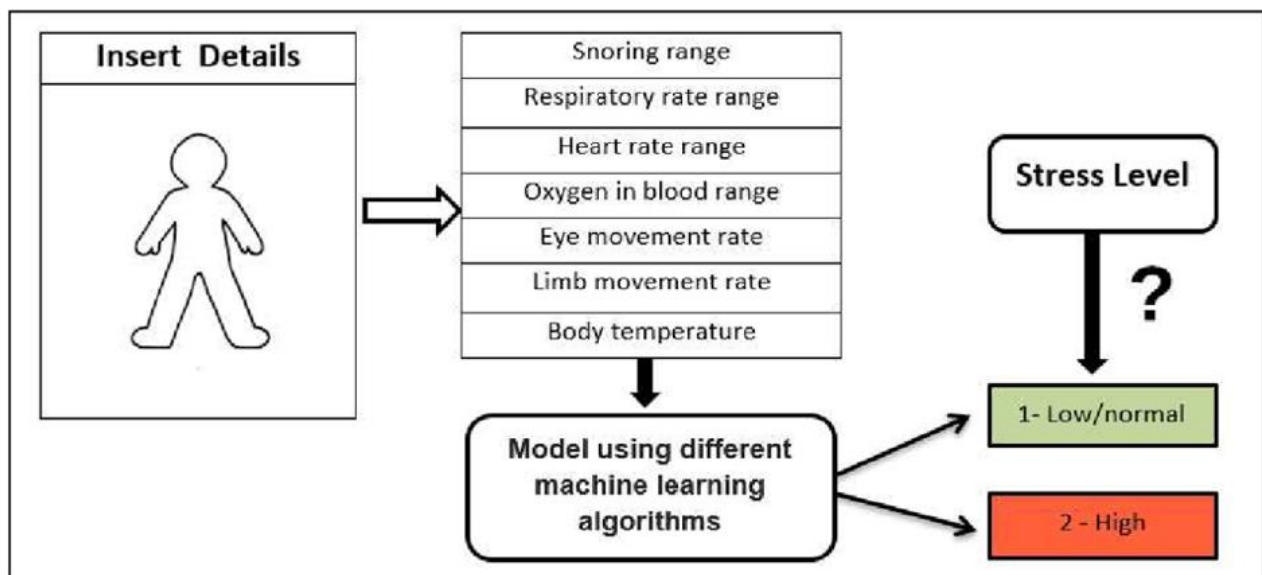 Insert Details
Snoring range
Respiratory rate range
Heart rate range
Oxygen in blood range
Eye movement rate
Limb movement rate
Body temperature
Model using different
machine learning
algorithms
Stress Level
?
1- Low/normal
2 - High